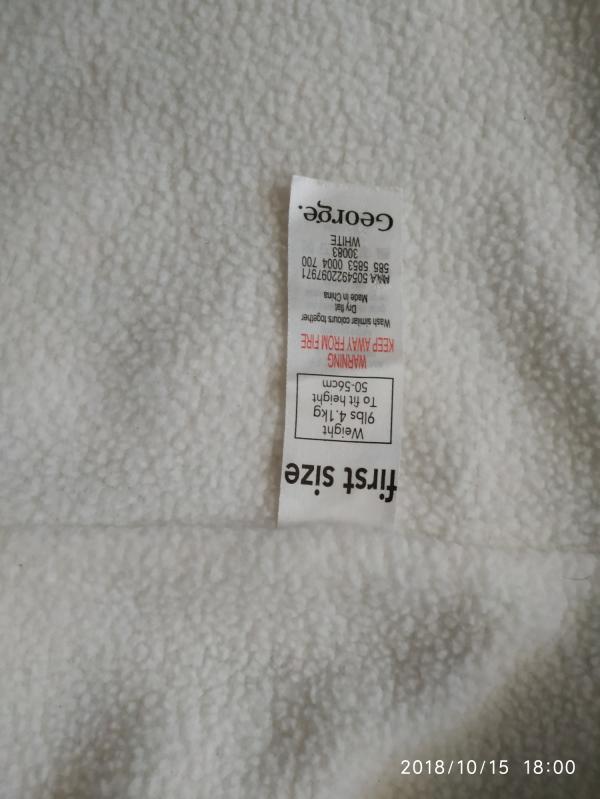 first size
Weight
9lbs 4.1kg
To fit height
50-56cm
WARNING
KEEP AWAY FROM FIRE
Wash similar colours together
Dry flat
Made in China
5054922097971
585 5853 0004 700
30083
WHITE
George.
2018/10/15 18:00